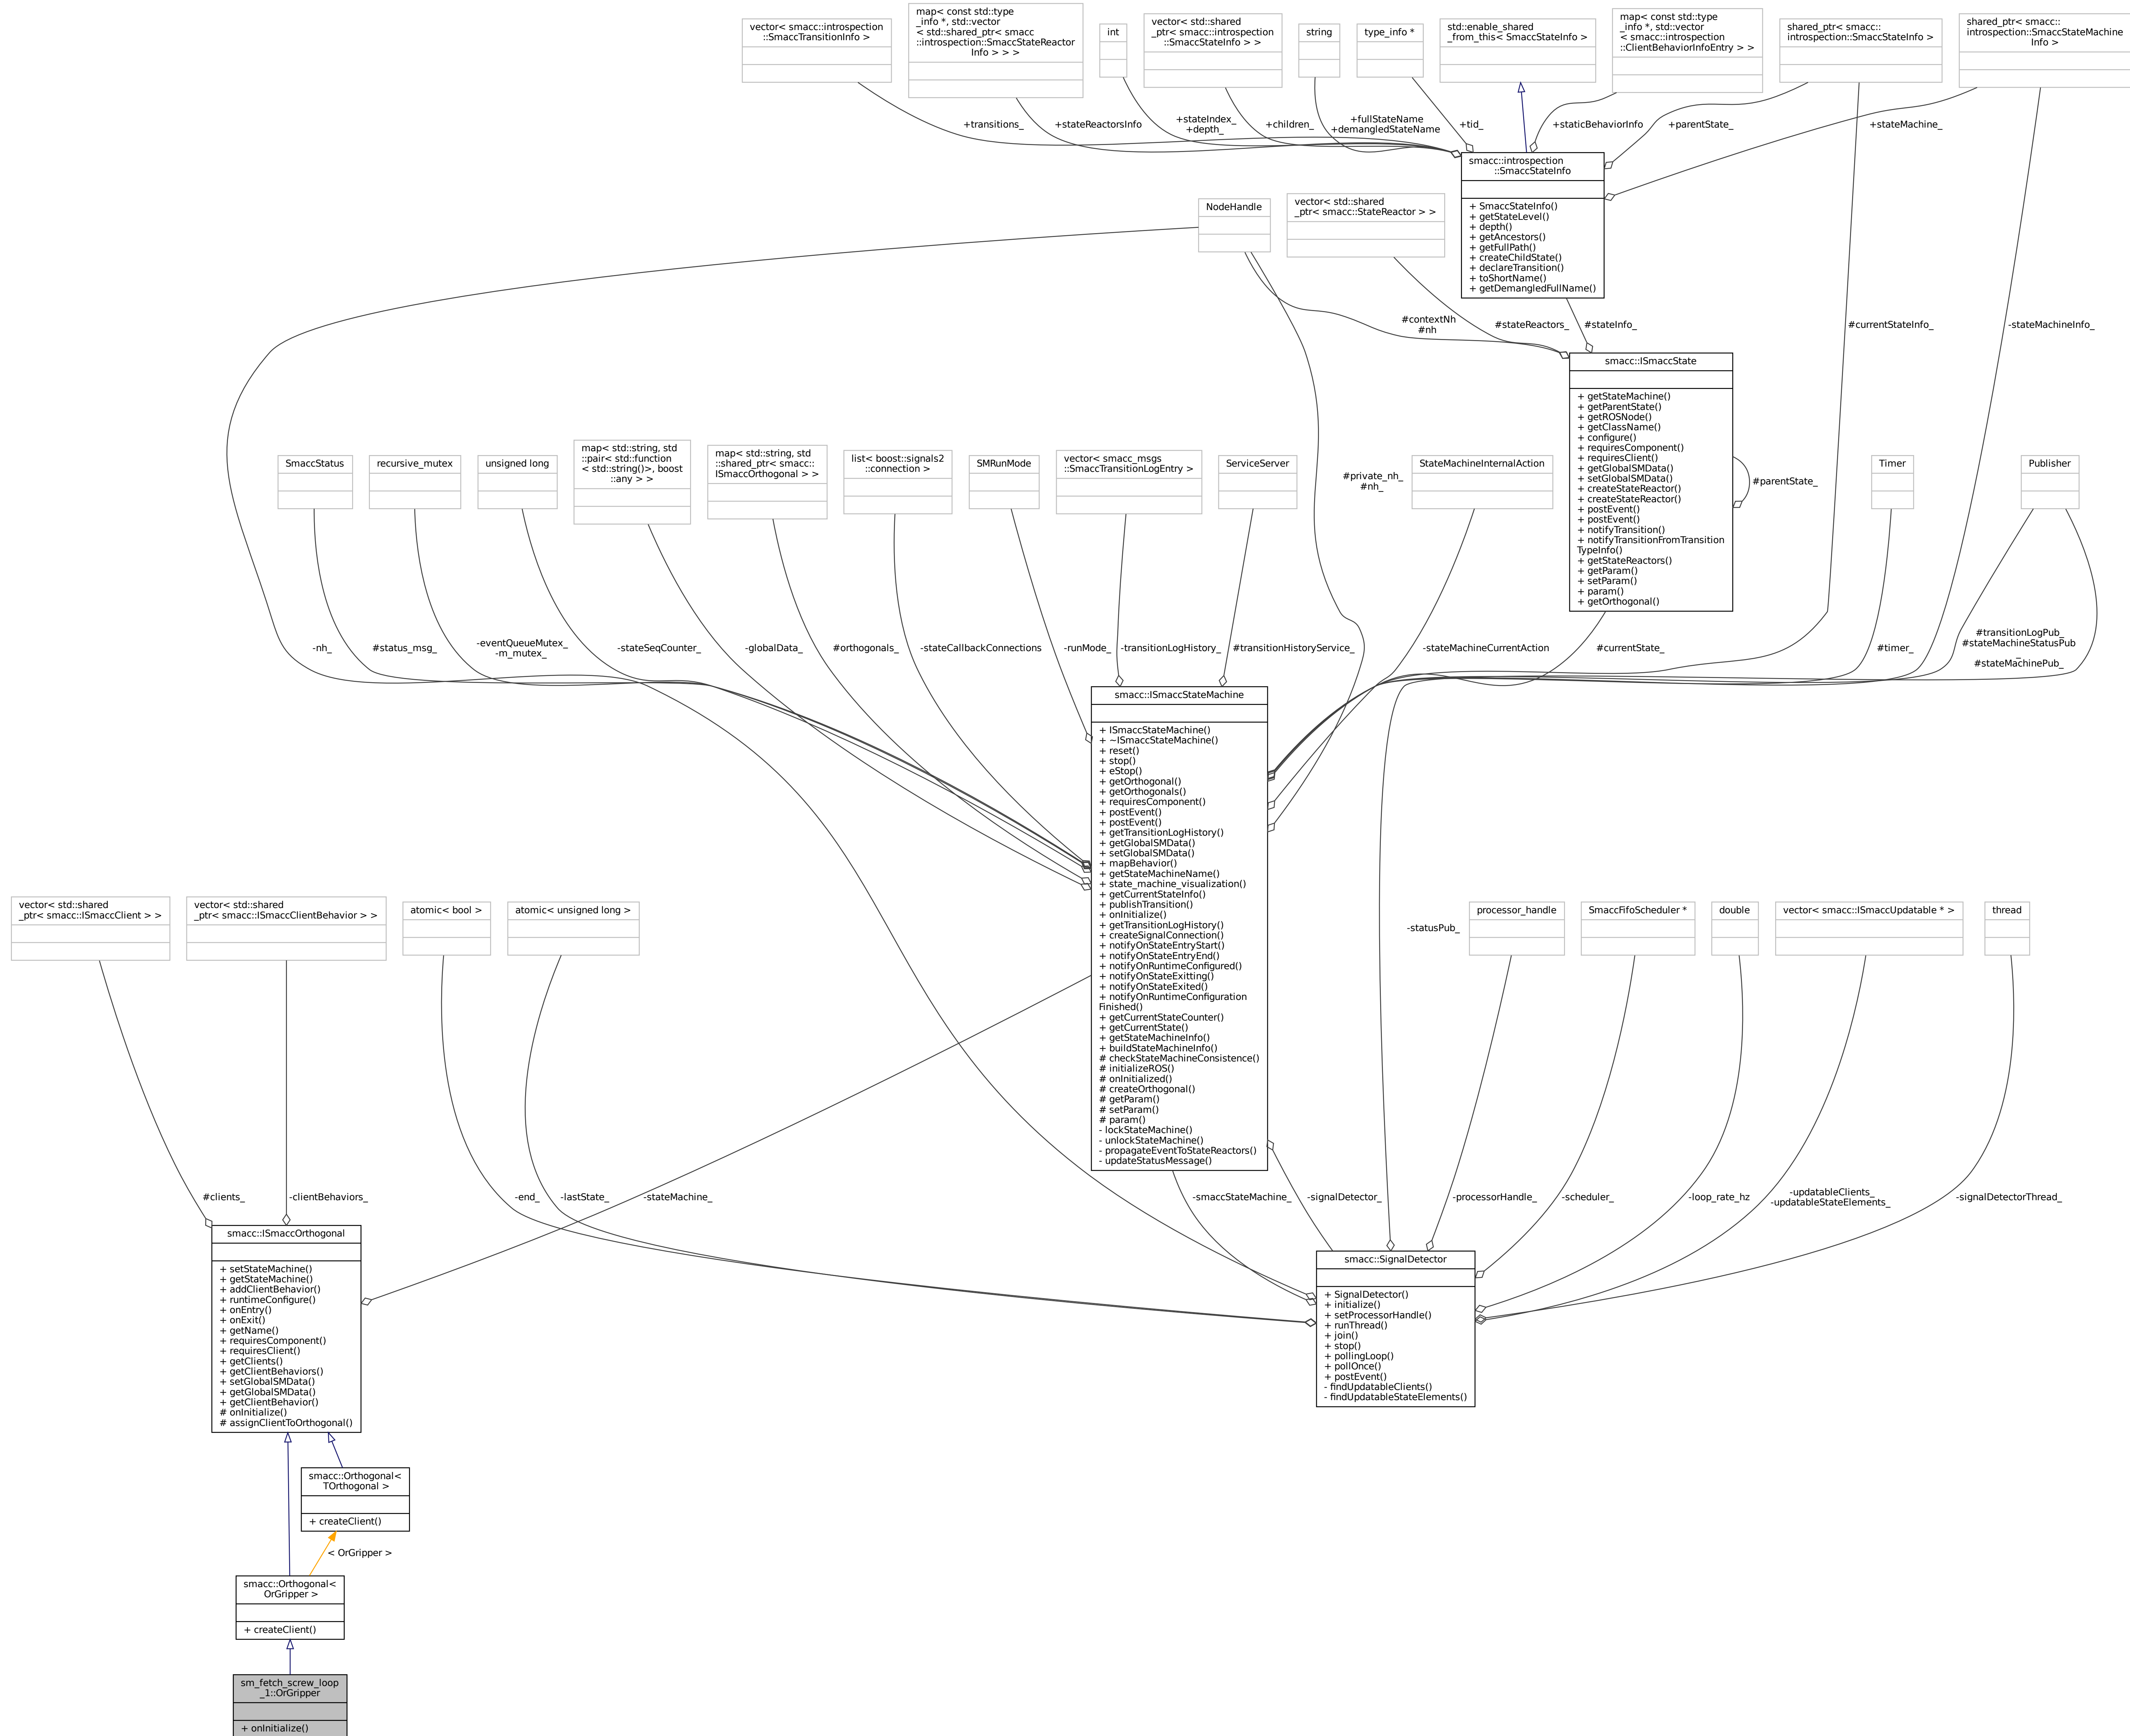 vector< smacc::introspection
::SmaccTransitionInfo >
map< const std::type
_info *, std::vector
< std::shared_ptr< smacc
::introspection::SmaccStateReactor
Info > > >
int
vector< std::shared
_ptr< smacc::introspection
::SmaccStateInfo > >
string
type_info *
std::enable_shared
_from_this< SmaccStateInfo >
map< const std::type
_info *, std::vector
< smacc::introspection
::ClientBehaviorInfoEntry > >
shared_ptr< smacc::
introspection::SmaccStateInfo >
shared_ptr< smacc::
introspection::SmaccStateMachine
Info >
+transitions_
+stateReactorsInfo
+stateIndex_
+depth_
+children_
+fullStateName
+demangledStateName
+tid_
+staticBehaviorInfo
+parentState_
+stateMachine_
smacc::introspection
::SmaccStateInfo
+ SmaccStateInfo()
+ getStateLevel()
+ depth()
+ getAncestors()
+ getFullPath()
+ createChildState()
+ declareTransition()
+ toShortName()
+ getDemangledFullName()
NodeHandle
vector< std::shared
_ptr< smacc::StateReactor > >
#contextNh
#nh
#stateReactors_
#stateInfo_
#currentStateInfo_
-stateMachineInfo_
smacc::ISmaccState
+ getStateMachine()
+ getParentState()
+ getROSNode()
+ getClassName()
+ configure()
+ requiresComponent()
+ requiresClient()
+ getGlobalSMData()
+ setGlobalSMData()
+ createStateReactor()
+ createStateReactor()
+ postEvent()
+ postEvent()
+ notifyTransition()
+ notifyTransitionFromTransition
TypeInfo()
+ getStateReactors()
+ getParam()
+ setParam()
+ param()
+ getOrthogonal()
#parentState_
SmaccStatus
recursive_mutex
unsigned long
map< std::string, std
::pair< std::function
< std::string()>, boost
::any > >
map< std::string, std
::shared_ptr< smacc::
ISmaccOrthogonal > >
list< boost::signals2
::connection >
SMRunMode
vector< smacc_msgs
::SmaccTransitionLogEntry >
ServiceServer
#private_nh_
#nh_
StateMachineInternalAction
Timer
Publisher
-nh_
#status_msg_
-eventQueueMutex_
-m_mutex_
-stateSeqCounter_
-globalData_
#orthogonals_
-stateCallbackConnections
-runMode_
-transitionLogHistory_
#transitionHistoryService_
-stateMachineCurrentAction
#currentState_
#timer_
#transitionLogPub_
#stateMachineStatusPub
_
#stateMachinePub_
smacc::ISmaccStateMachine
+ ISmaccStateMachine()
+ ~ISmaccStateMachine()
+ reset()
+ stop()
+ eStop()
+ getOrthogonal()
+ getOrthogonals()
+ requiresComponent()
+ postEvent()
+ postEvent()
+ getTransitionLogHistory()
+ getGlobalSMData()
+ setGlobalSMData()
+ mapBehavior()
+ getStateMachineName()
+ state_machine_visualization()
+ getCurrentStateInfo()
+ publishTransition()
+ onInitialize()
+ getTransitionLogHistory()
+ createSignalConnection()
+ notifyOnStateEntryStart()
+ notifyOnStateEntryEnd()
+ notifyOnRuntimeConfigured()
+ notifyOnStateExitting()
+ notifyOnStateExited()
+ notifyOnRuntimeConfiguration
Finished()
+ getCurrentStateCounter()
+ getCurrentState()
+ getStateMachineInfo()
+ buildStateMachineInfo()
# checkStateMachineConsistence()
# initializeROS()
# onInitialized()
# createOrthogonal()
# getParam()
# setParam()
# param()
- lockStateMachine()
- unlockStateMachine()
- propagateEventToStateReactors()
- updateStatusMessage()
vector< std::shared
_ptr< smacc::ISmaccClient > >
vector< std::shared
_ptr< smacc::ISmaccClientBehavior > >
atomic< bool >
atomic< unsigned long >
-statusPub_
processor_handle
SmaccFifoScheduler *
double
vector< smacc::ISmaccUpdatable * >
thread
#clients_
-clientBehaviors_
-end_
-lastState_
-stateMachine_
-smaccStateMachine_
-signalDetector_
-processorHandle_
-scheduler_
-loop_rate_hz
-updatableClients_
-updatableStateElements_
-signalDetectorThread_
smacc::ISmaccOrthogonal
+ setStateMachine()
+ getStateMachine()
+ addClientBehavior()
+ runtimeConfigure()
+ onEntry()
+ onExit()
+ getName()
+ requiresComponent()
+ requiresClient()
+ getClients()
+ getClientBehaviors()
+ setGlobalSMData()
+ getGlobalSMData()
+ getClientBehavior()
# onInitialize()
# assignClientToOrthogonal()
smacc::SignalDetector
+ SignalDetector()
+ initialize()
+ setProcessorHandle()
+ runThread()
+ join()
+ stop()
+ pollingLoop()
+ pollOnce()
+ postEvent()
- findUpdatableClients()
- findUpdatableStateElements()
smacc::Orthogonal<
TOrthogonal >
+ createClient()
< OrGripper >
smacc::Orthogonal<
OrGripper >
+ createClient()
sm_fetch_screw_loop
_1::OrGripper
+ onInitialize()